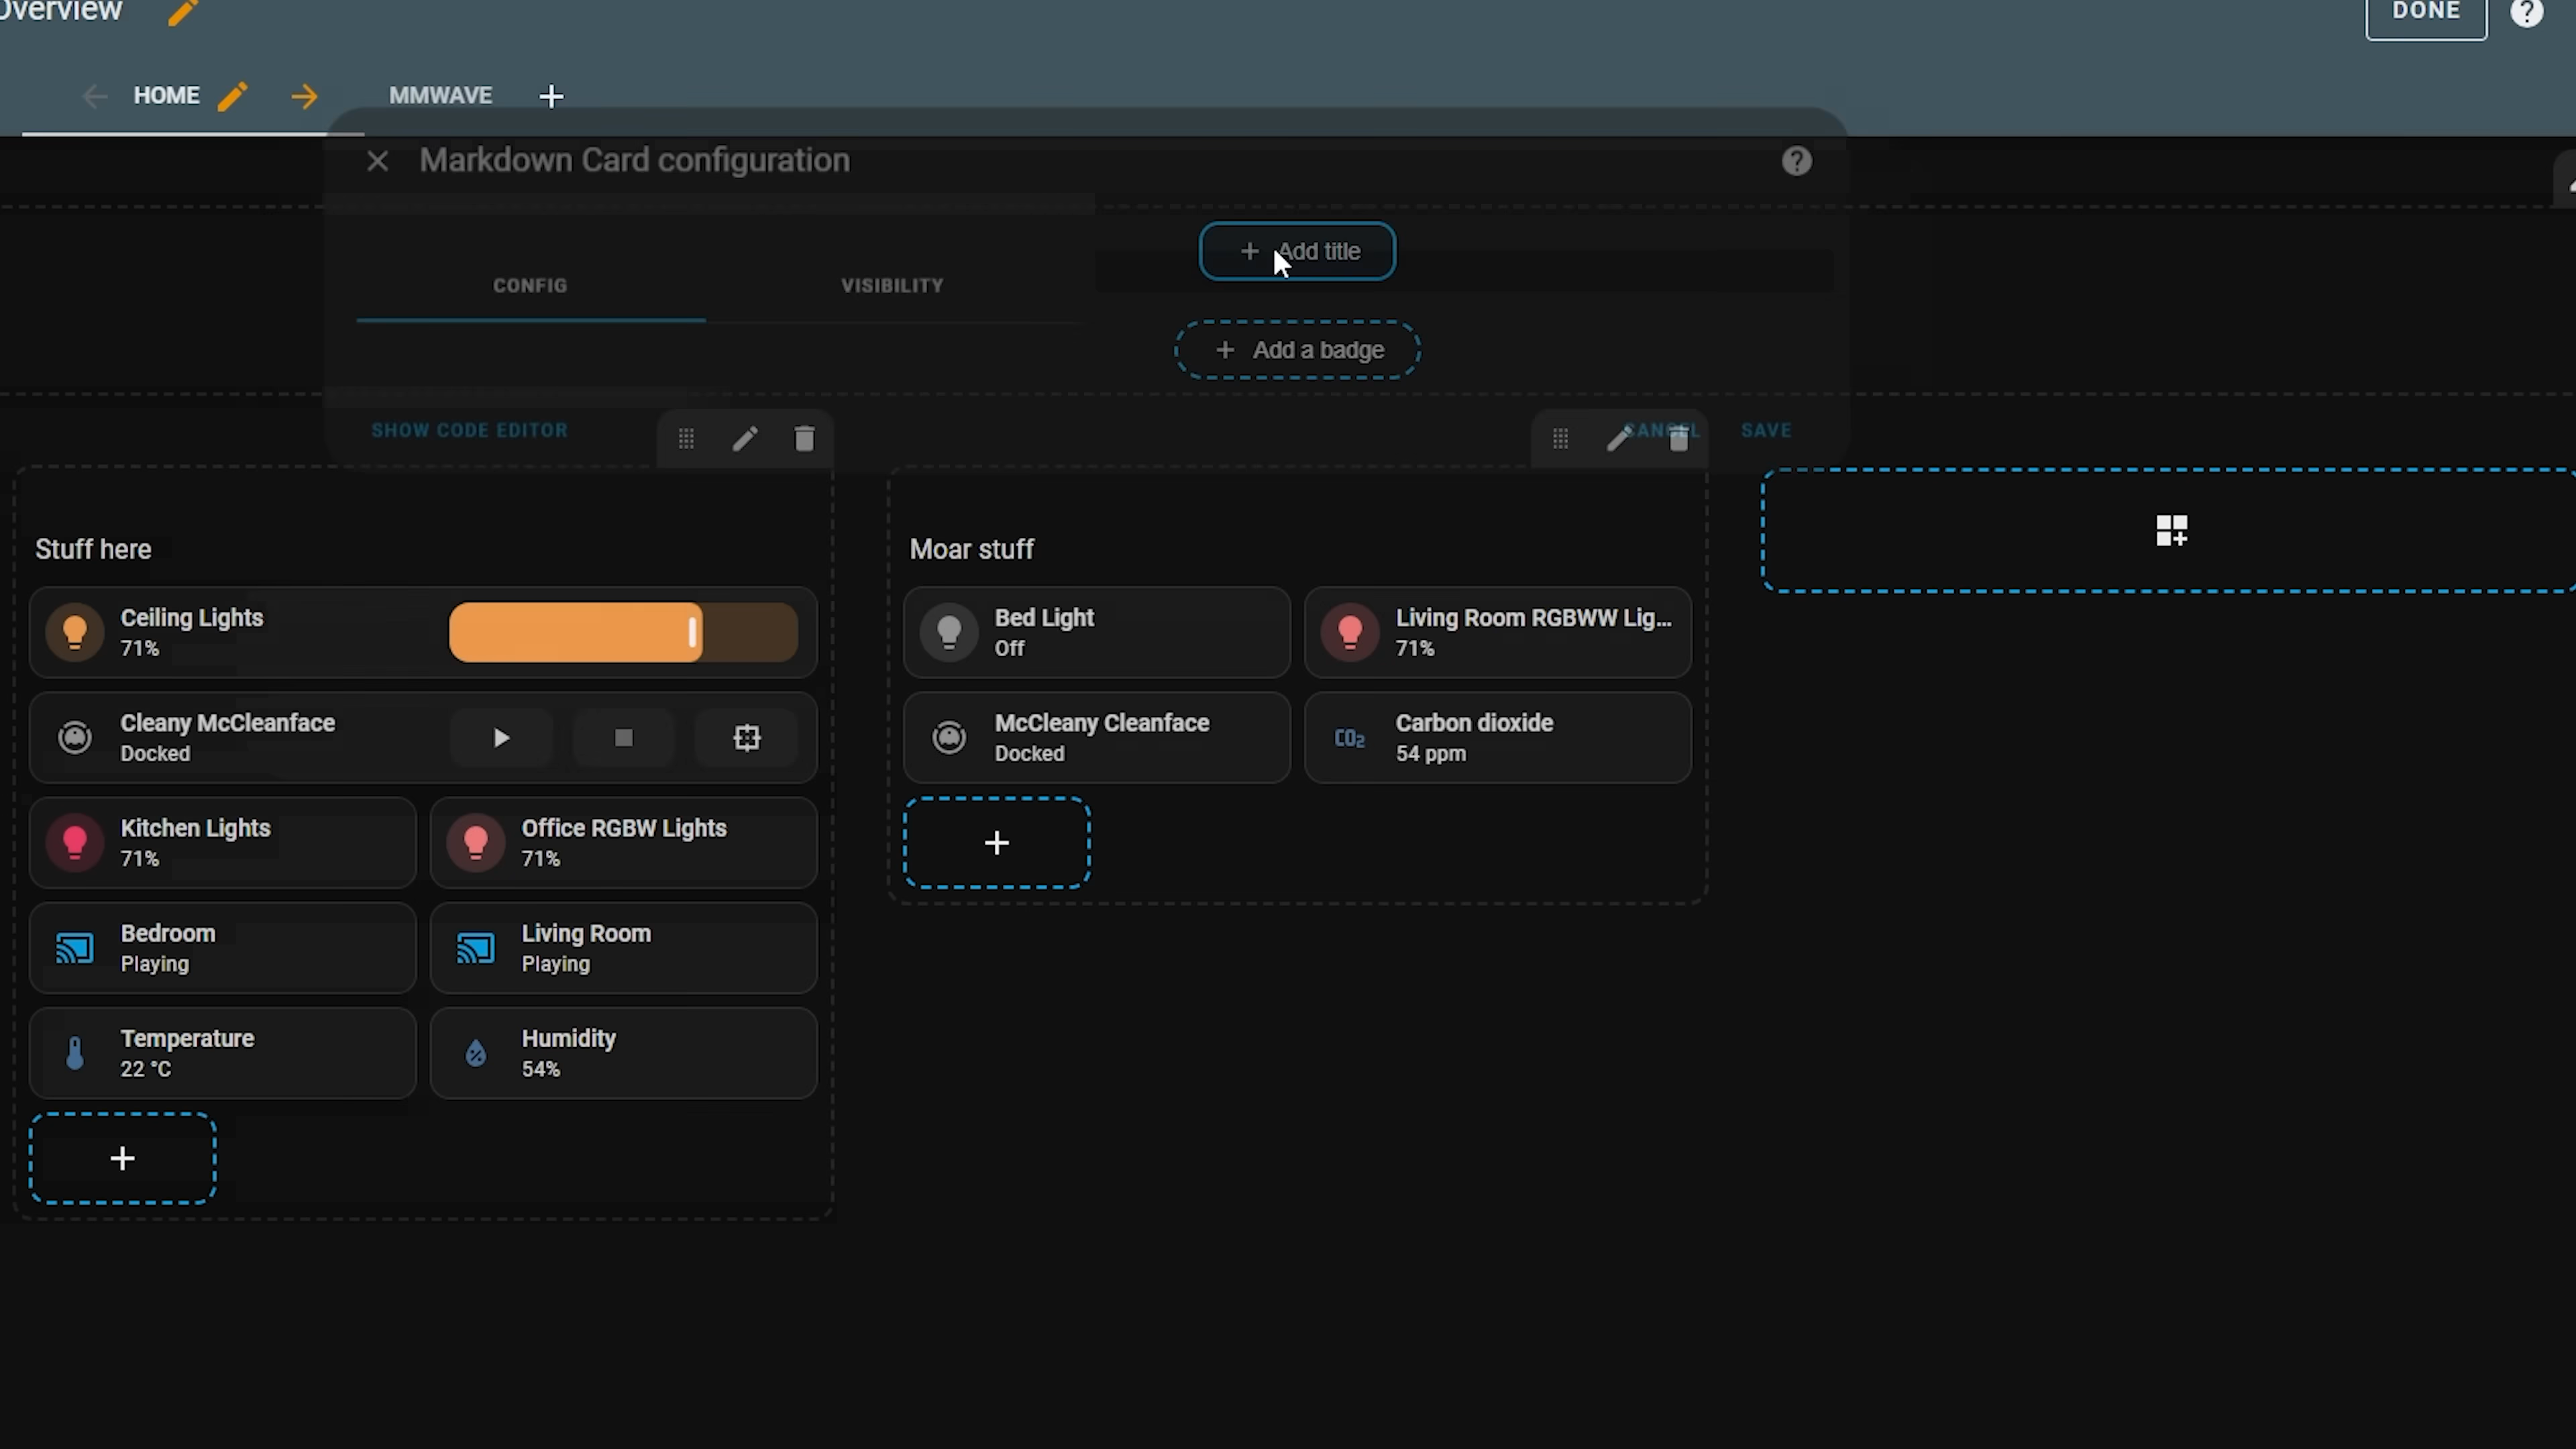 Overview
DONE
HOME
MMWAVE
Markdown Card configuration
Add title
CONFIG
VISIBILITY
Add a badge
SHOW CODE EDITOR
CANCEL
SAVE
Stuff here
Ceiling Lights
71%
Cleany McCleanface
Docked
Kitchen Lights
71%
Office RGBW Lights
71%
Bedroom
Playing
Living Room
Playing
Temperature
22 °C
Humidity
54%
Moar stuff
Bed Light
Off
Living Room RGBWW Lig...
71%
McCleany Cleanface
Docked
CO2
Carbon dioxide
54 ppm